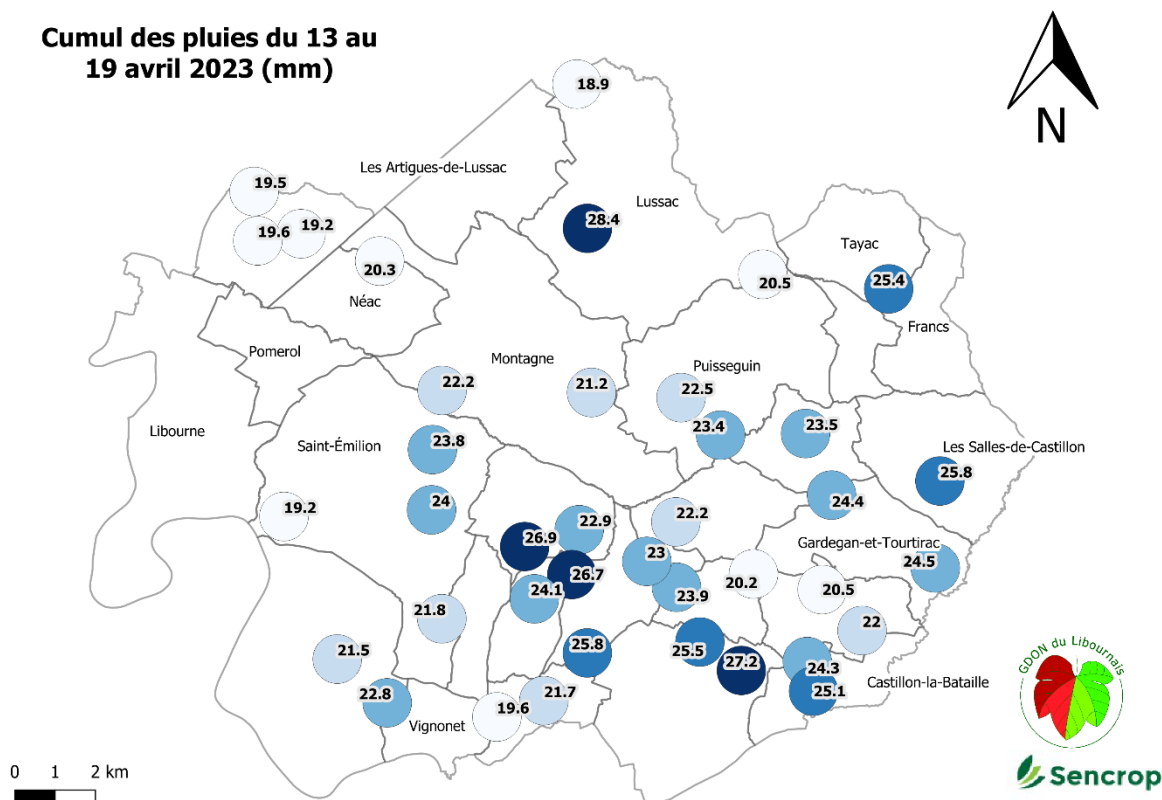 Cumul des pluies du 13 au
19 avril 2023 (mm)
N
18.9
Les Artigues-de-Lussac
19.5
Lussac
28.4
19.6
19.2
Tayac
20.3
20.5
25.4
Néac
Francs
Pomerol
Montagne
Puisseguin
22.2
21.2
22.5
Libourne
Saint-Émilion
23.8
23.4
23.5
Les Salles-de-Castillon
25.8
19.2
24
22.9
22.2
24.4
26.9
Gardegan-et-Tourtirac
23
24.5
26.7
24.1
23.9
20.2
20.5
21.8
22
21.5
25.8
25.5
27.2
24.3
Castillon-la-Bataille
25.1
22.8
Vignonet
19.6
21.7
GDON du Libournais
0 1 2 km
Sencrop